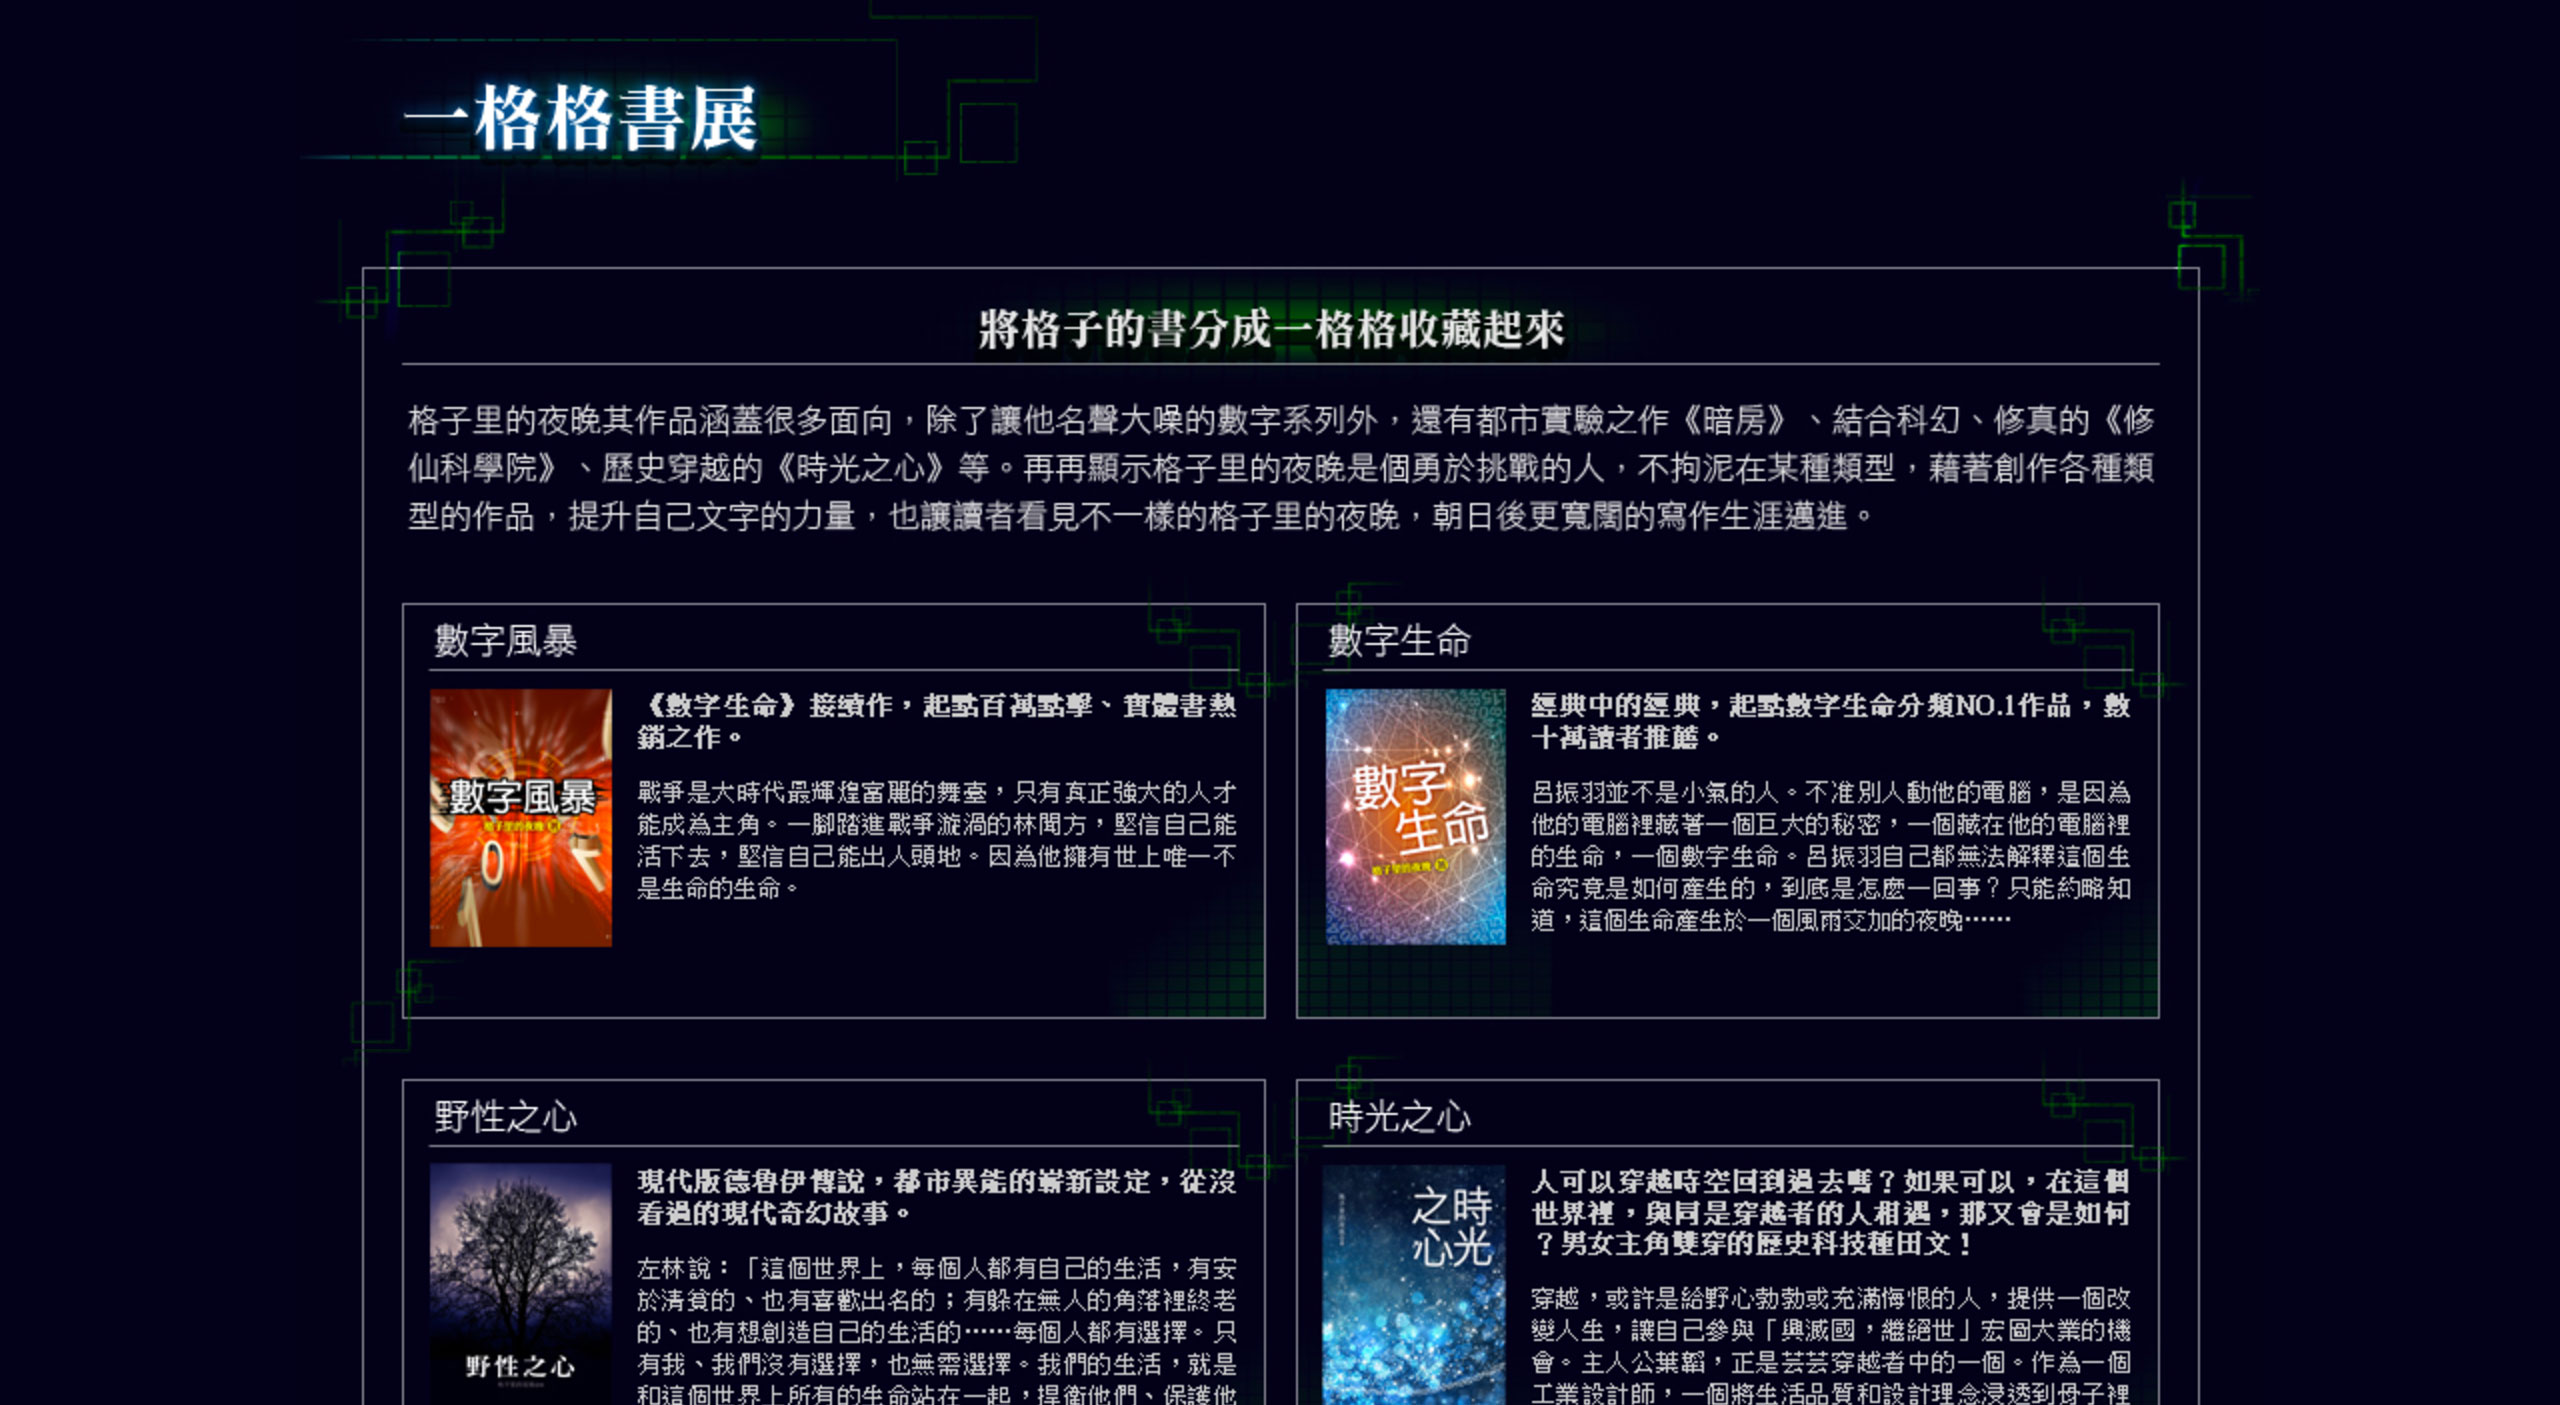 一格格書展
將格子的書分成一格格收藏起來
格子里的夜晚其作品涵蓋很多面向，除了讓他名聲大噪的數字系列外，還有都市實驗之作《暗房》、結合科幻、修真的《修
仙科學院》、歷史穿越的《時光之心》等。再再顯示格子里的夜晚是個勇於挑戰的人，不拘泥在某種類型，藉著創作各種類
型的作品，提升自己文字的力量，也讓讀者看見不一樣的格子里的夜晚，朝日後更寬闊的寫作生涯邁進。
數字風暴
數字風暴
格子里的夜晚 著
《數字生命》接續作，起點百萬點擊、實體書熱
銷之作。
戰爭是大時代最輝煌富麗的舞臺，只有真正強大的人才
能成為主角。一腳踏進戰爭漩渦的林聞方，堅信自己能
活下去，堅信自己能出人頭地。因為他擁有世上唯一不
是生命的生命。
數字生命
數字
生命
格子里的夜晚 著
經典中的經典，起點數字生命分類NO.1作品，數
十萬讀者推薦。
呂振羽並不是小氣的人。不准別人動他的電腦，是因為
他的電腦裡藏著一個巨大的秘密，一個藏在他的電腦裡
的生命，一個數字生命。呂振羽自己都無法解釋這個生
命究竟是如何產生的，到底是怎麼一回事？只能約略知
道，這個生命產生於一個風雨交加的夜晚⋯⋯
野性之心
野性之心
現代版德魯伊傳說，都市異能的嶄新設定，從沒
看過的現代奇幻故事。
左林說：「這個世界上，每個人都有自己的生活，有安
於清貧的、也有喜歡出名的；有躲在無人的角落裡終老
的、也有想創造自己的生活的⋯⋯每個人都有選擇。只
有我、我們沒有選擇，也無需選擇。我們的生活，就是
和這個世界上所有的生命站在一起，捍衛他們、保護他
時光之心
時光
之心
人可以穿越時空回到過去嗎？如果可以，在這個
世界裡，與同是穿越者的人相遇，那又會是如何
？男女主角雙穿的歷史科技種田文！
穿越，或許是給野心勃勃或充滿悔恨的人，提供一個改
變人生，讓自己參與「興滅國，繼絕世」宏圖大業的機
會。主人公葉韜，正是芸芸穿越者中的一個。作為一個
工業設計師，一個將生活品質和設計理念浸透到骨子裡